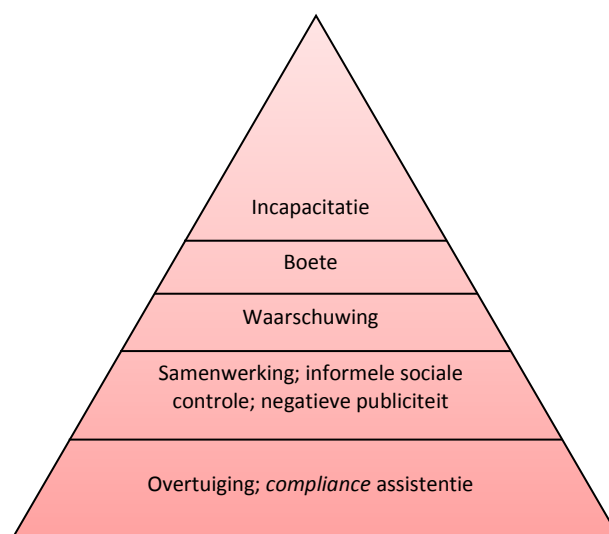 Incapacitatie
Boete
Waarschuwing
Samenwerking; informele sociale
controle; negatieve publiciteit
Overtuiging; compliance assistentie